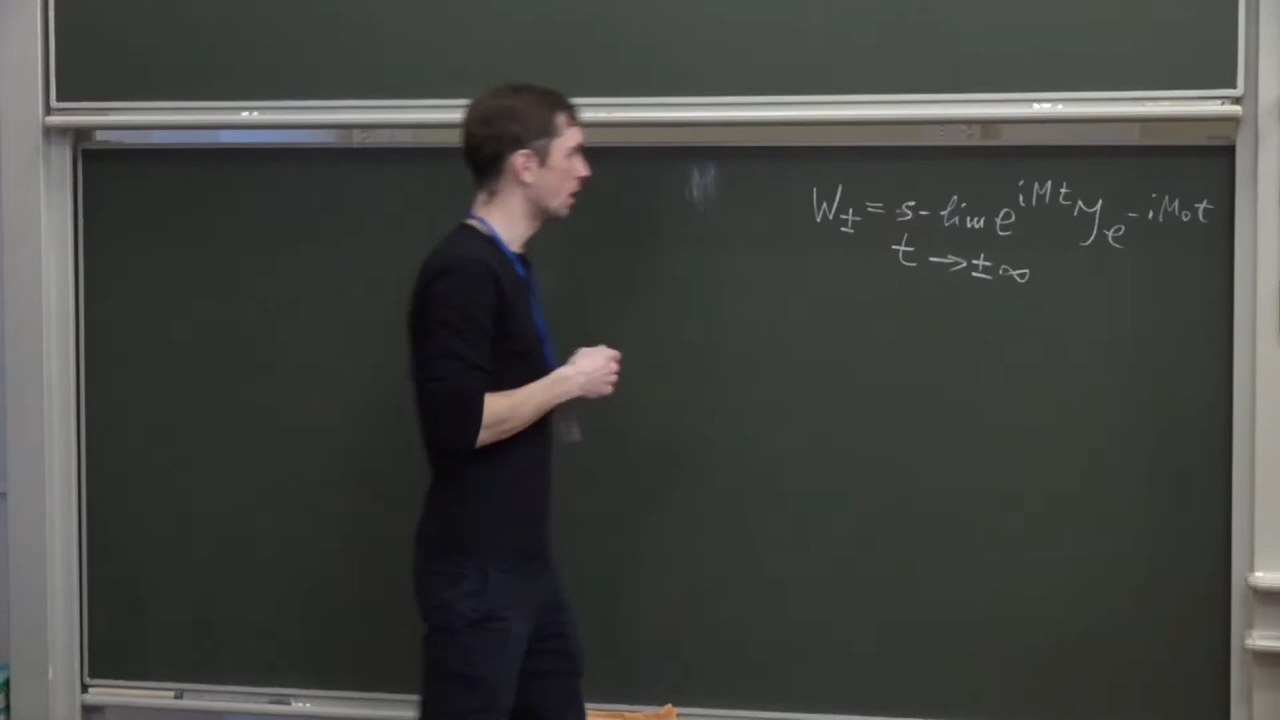 W± = s-lim e^{iMt} Y e^{-iM₀t}
t → ±∞